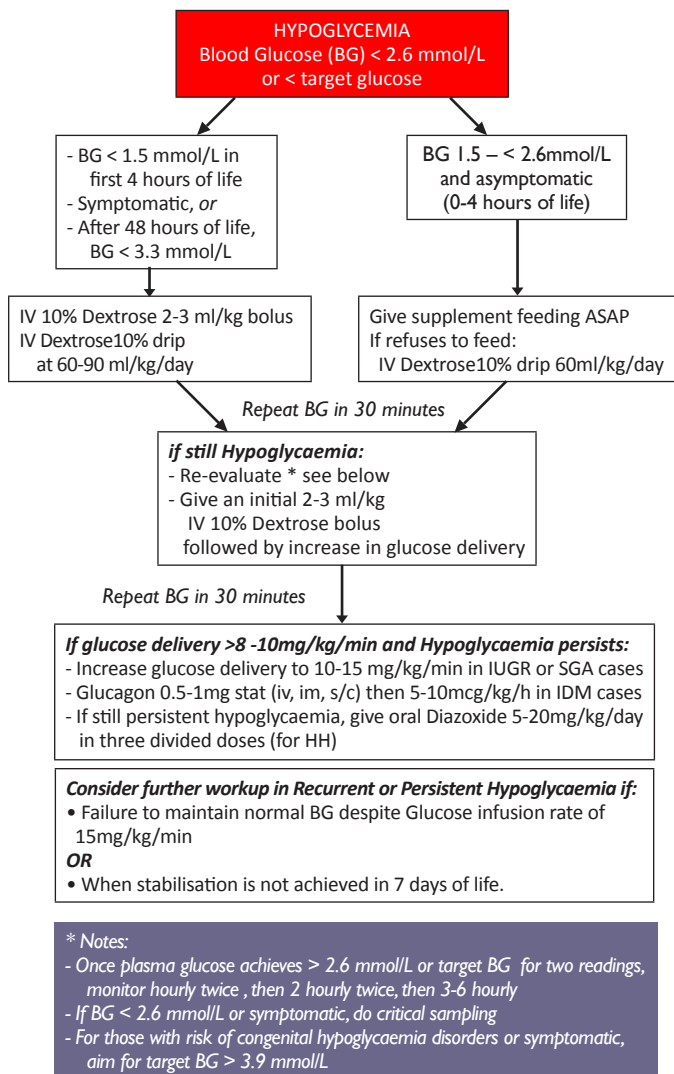 HYPOGLYCEMIA
Blood Glucose (BG) < 2.6 mmol/L
or < target glucose
- BG < 1.5 mmol/L in
first 4 hours of life
- Symptomatic, or
- After 48 hours of life,
BG < 3.3 mmol/L
BG 1.5 – < 2.6mmol/L
and asymptomatic
(0-4 hours of life)
IV 10% Dextrose 2-3 ml/kg bolus
IV Dextrose10% drip
at 60-90 ml/kg/day
Give supplement feeding ASAP
If refuses to feed:
IV Dextrose10% drip 60ml/kg/day
Repeat BG in 30 minutes
if still Hypoglycaemia:
- Re-evaluate * see below
- Give an initial 2-3 ml/kg
IV 10% Dextrose bolus
followed by increase in glucose delivery
Repeat BG in 30 minutes
If glucose delivery >8 -10mg/kg/min and Hypoglycaemia persists:
- Increase glucose delivery to 10-15 mg/kg/min in IUGR or SGA cases
- Glucagon 0.5-1mg stat (iv, im, s/c) then 5-10mcg/kg/h in IDM cases
- If still persistent hypoglycaemia, give oral Diazoxide 5-20mg/kg/day
in three divided doses (for HH)
Consider further workup in Recurrent or Persistent Hypoglycaemia if:
• Failure to maintain normal BG despite Glucose infusion rate of
15mg/kg/min
OR
• When stabilisation is not achieved in 7 days of life.
* Notes:
- Once plasma glucose achieves > 2.6 mmol/L or target BG for two readings,
monitor hourly twice , then 2 hourly twice, then 3-6 hourly
- If BG < 2.6 mmol/L or symptomatic, do critical sampling
- For those with risk of congenital hypoglycaemia disorders or symptomatic,
aim for target BG > 3.9 mmol/L